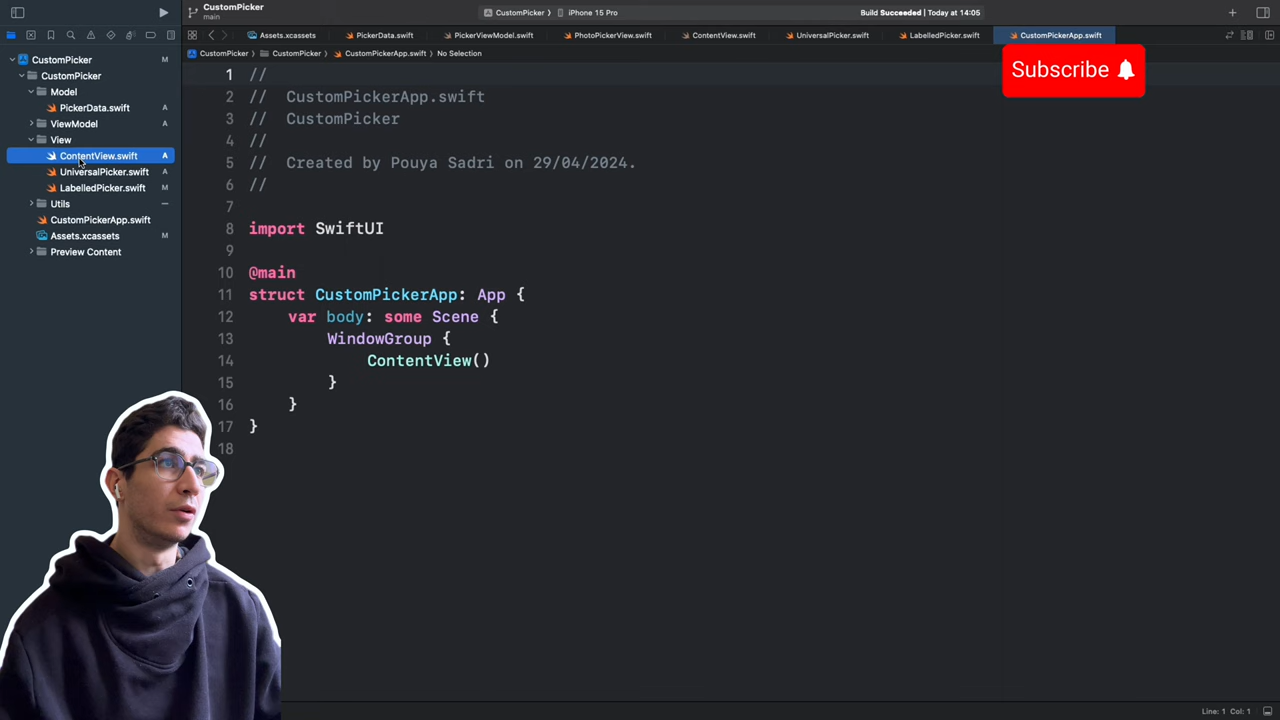 CustomPicker
main
CustomPicker
iPhone 15 Pro
Build Succeeded | Today at 14:05
Assets.xcassets
PickerData.swift
PickerViewModel.swift
PhotoPickerView.swift
ContentView.swift
UniversalPicker.swift
LabelledPicker.swift
CustomPickerApp.swift
CustomPicker
CustomPicker
CustomPickerApp.swift
No Selection
Subscribe
CustomPicker M
CustomPicker
Model
PickerData.swift A
ViewModel A
View
ContentView.swift A
UniversalPicker.swift A
LabelledPicker.swift M
Utils
CustomPickerApp.swift
Assets.xcassets M
Preview Content
1 //
2 // CustomPickerApp.swift
3 // CustomPicker
4 //
5 // Created by Pouya Sadri on 29/04/2024.
6 //
7
8 import SwiftUI
9
10 @main
11 struct CustomPickerApp: App {
12 var body: some Scene {
13 WindowGroup {
14 ContentView()
15 }
16 }
17 }
18
Line: 1 Col: 1